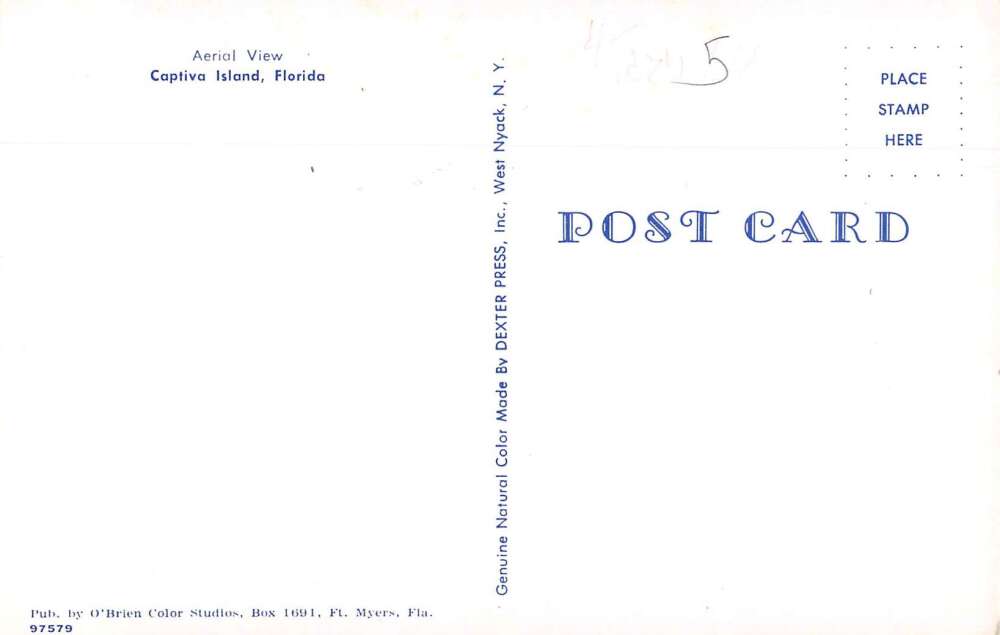 Aerial View
Captiva Island, Florida
Genuine Natural Color Made By DEXTER PRESS, Inc., West Nyack, N. Y.
5
PLACE
STAMP
HERE
POST CARD
Pub. by O'Brien Color Studios, Box 1691, Ft. Myers, Fla.
97579